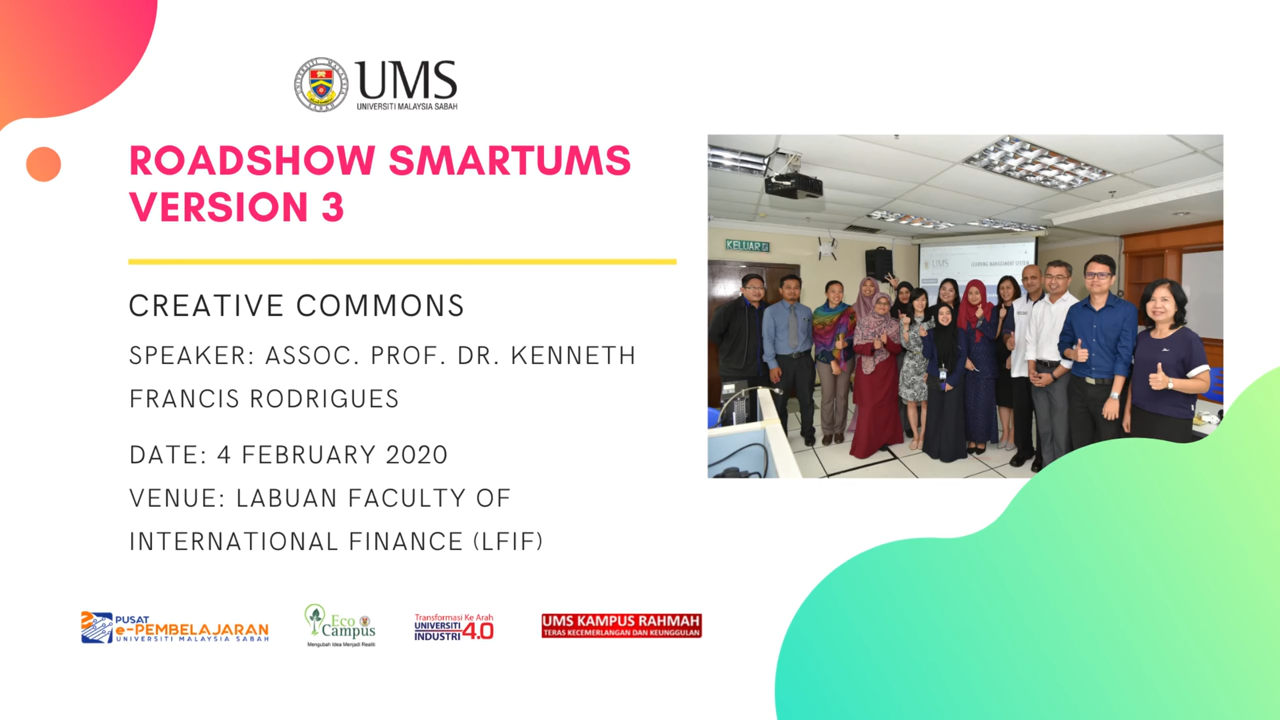 UMS
UNIVERSITI MALAYSIA SABAH
ROADSHOW SMARTUMS
VERSION 3
CREATIVE COMMONS
SPEAKER: ASSOC. PROF. DR. KENNETH
FRANCIS RODRIGUES
DATE: 4 FEBRUARY 2020
VENUE: LABUAN FACULTY OF
INTERNATIONAL FINANCE (LFIF)
KELUAR
UMS
LEARNING MANAGEMENT SYSTEM
PUSAT
e-PEMBELAJARAN
UNIVERSITI MALAYSIA SABAH
Eco
Campus
Mengubah Idea Menjadi Realiti
Transformasi Ke Arah
UNIVERSITI
INDUSTRI 4.0
UMS KAMPUS RAHMAH
TERAS KECEMERLANGAN DAN KEUNGGULAN